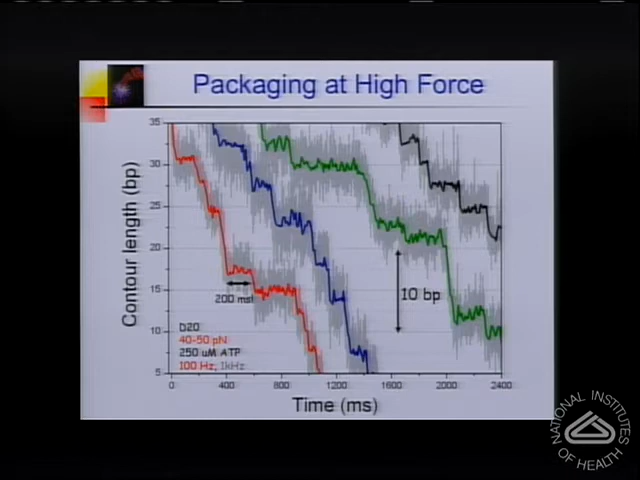 Packaging at High Force
Contour length (bp)
35
30
25
20
15
10
5
200 ms
10 bp
D20
40-50 pN
250 uM ATP
100 Hz, 1kHz
0 400 800 1200 1600 2000 2400
Time (ms)
NATIONAL INSTITUTES
OF HEALTH